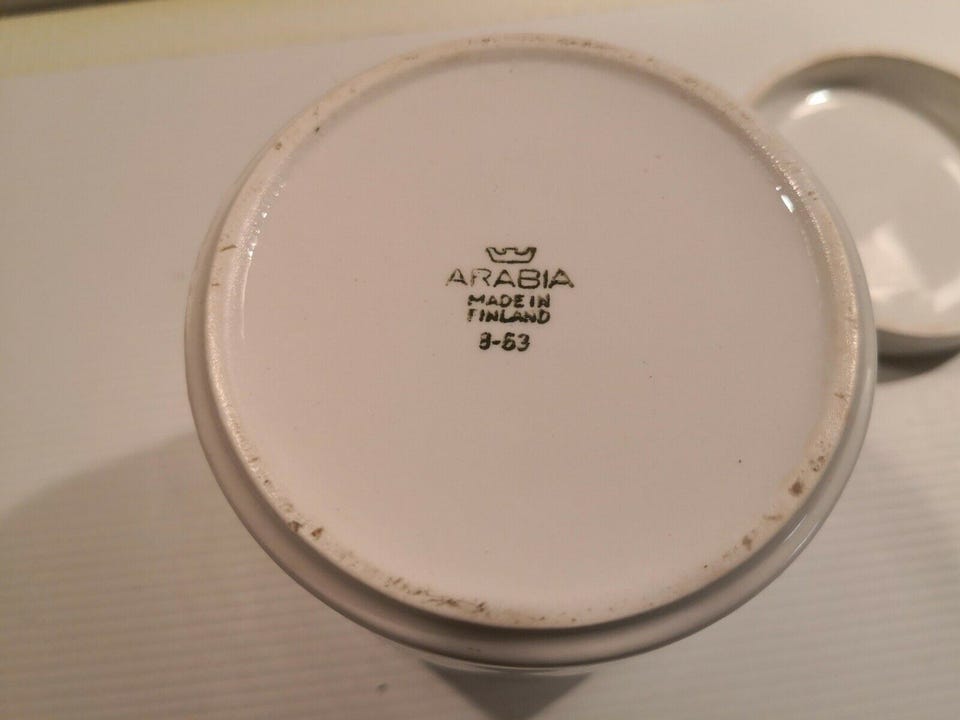 ARABIA
MADE IN
FINLAND
8-63